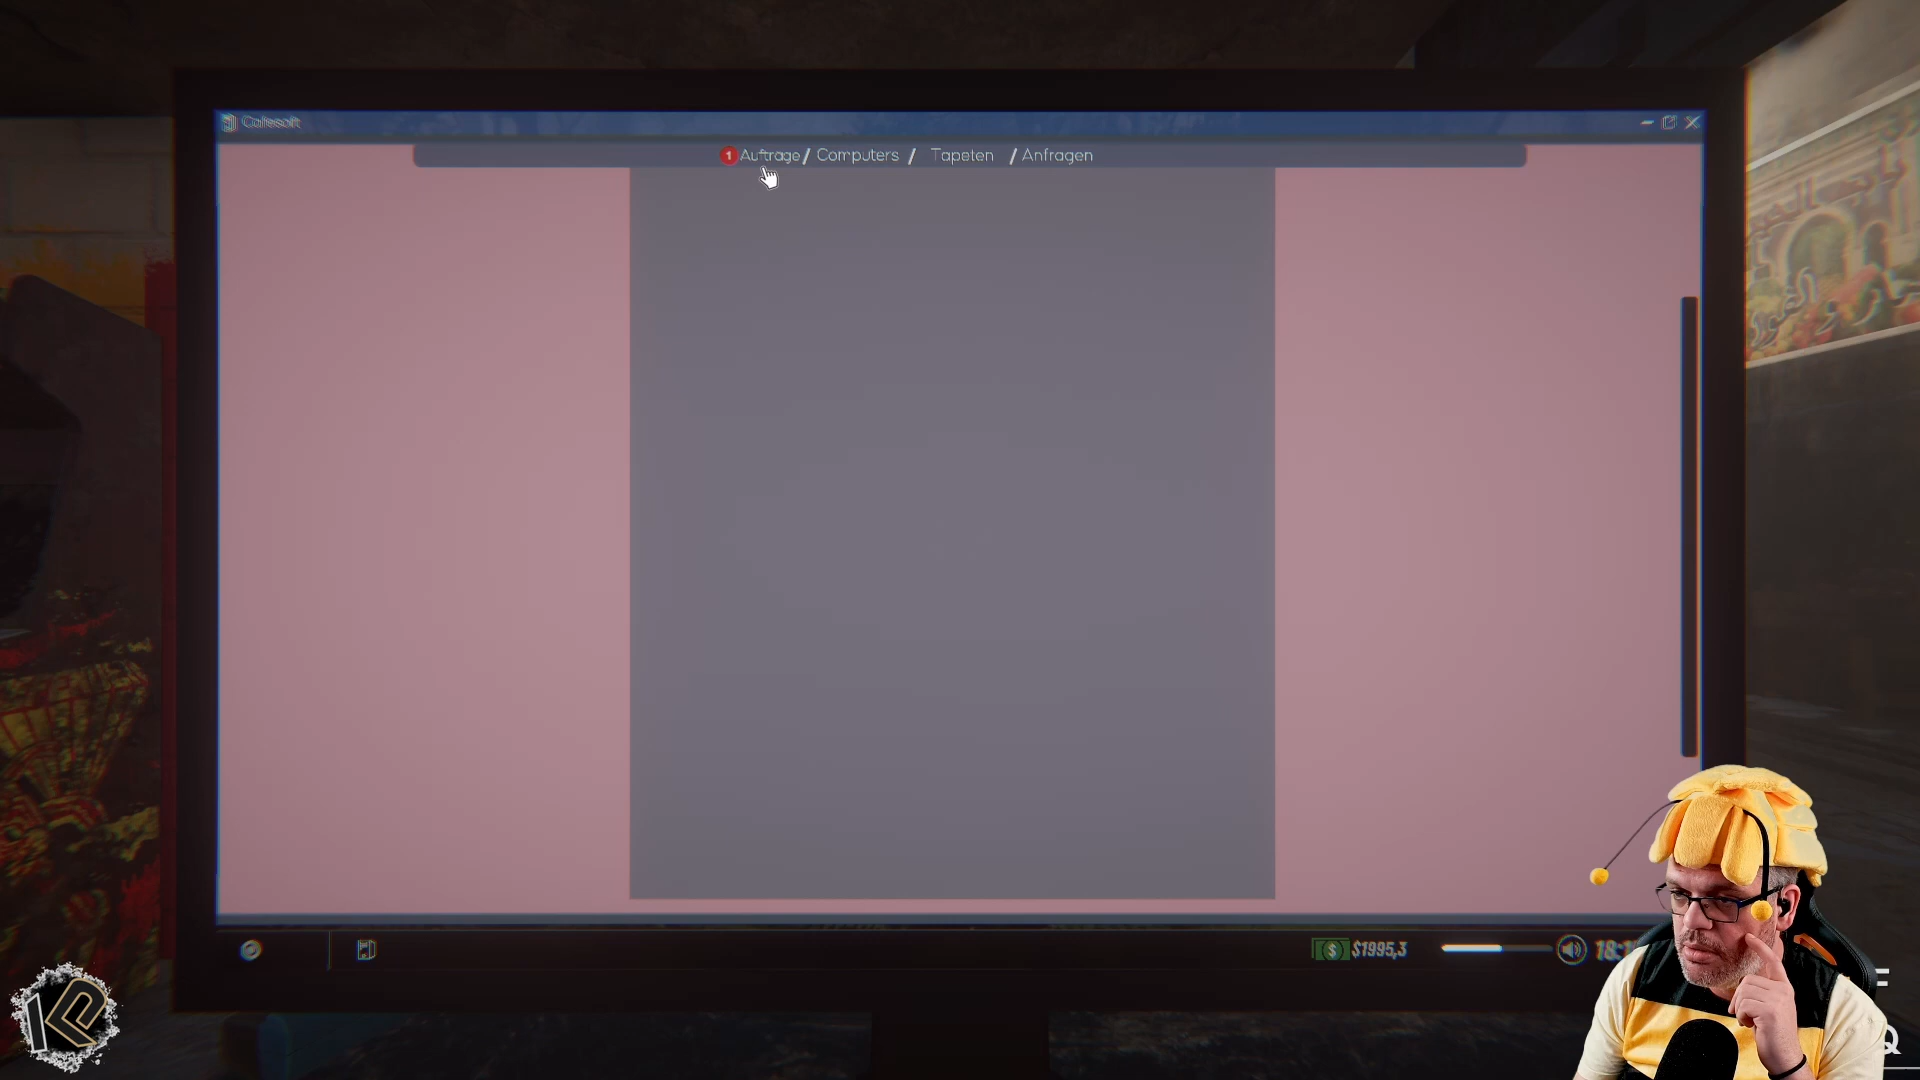 Cafesoft
1 Aufträge / Computers / Tapeten / Anfragen
$ $1995,3